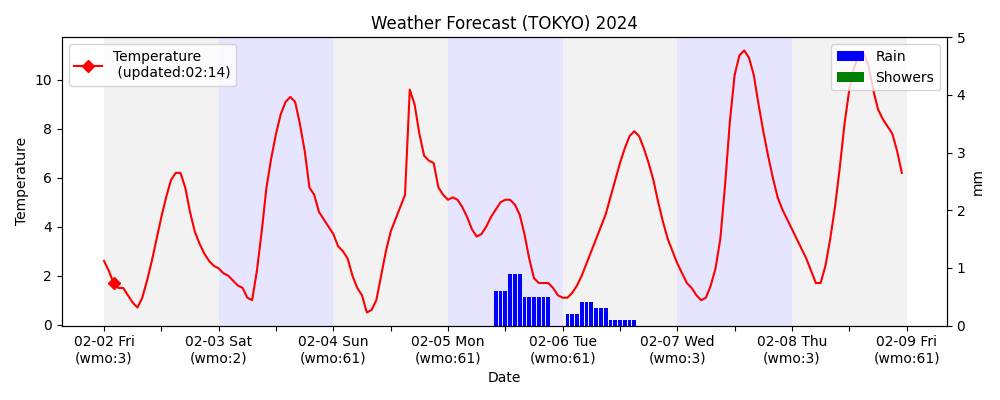 Weather Forecast (TOKYO) 2024
Temperature
(updated:02:14)
Rain
Showers
Temperature
10
8
6
4
2
0
5
4
3
2
1
0
mm
02-02 Fri
(wmo:3)
02-03 Sat
(wmo:2)
02-04 Sun
(wmo:61)
02-05 Mon
(wmo:61)
02-06 Tue
(wmo:61)
02-07 Wed
(wmo:3)
02-08 Thu
(wmo:3)
02-09 Fri
(wmo:61)
Date